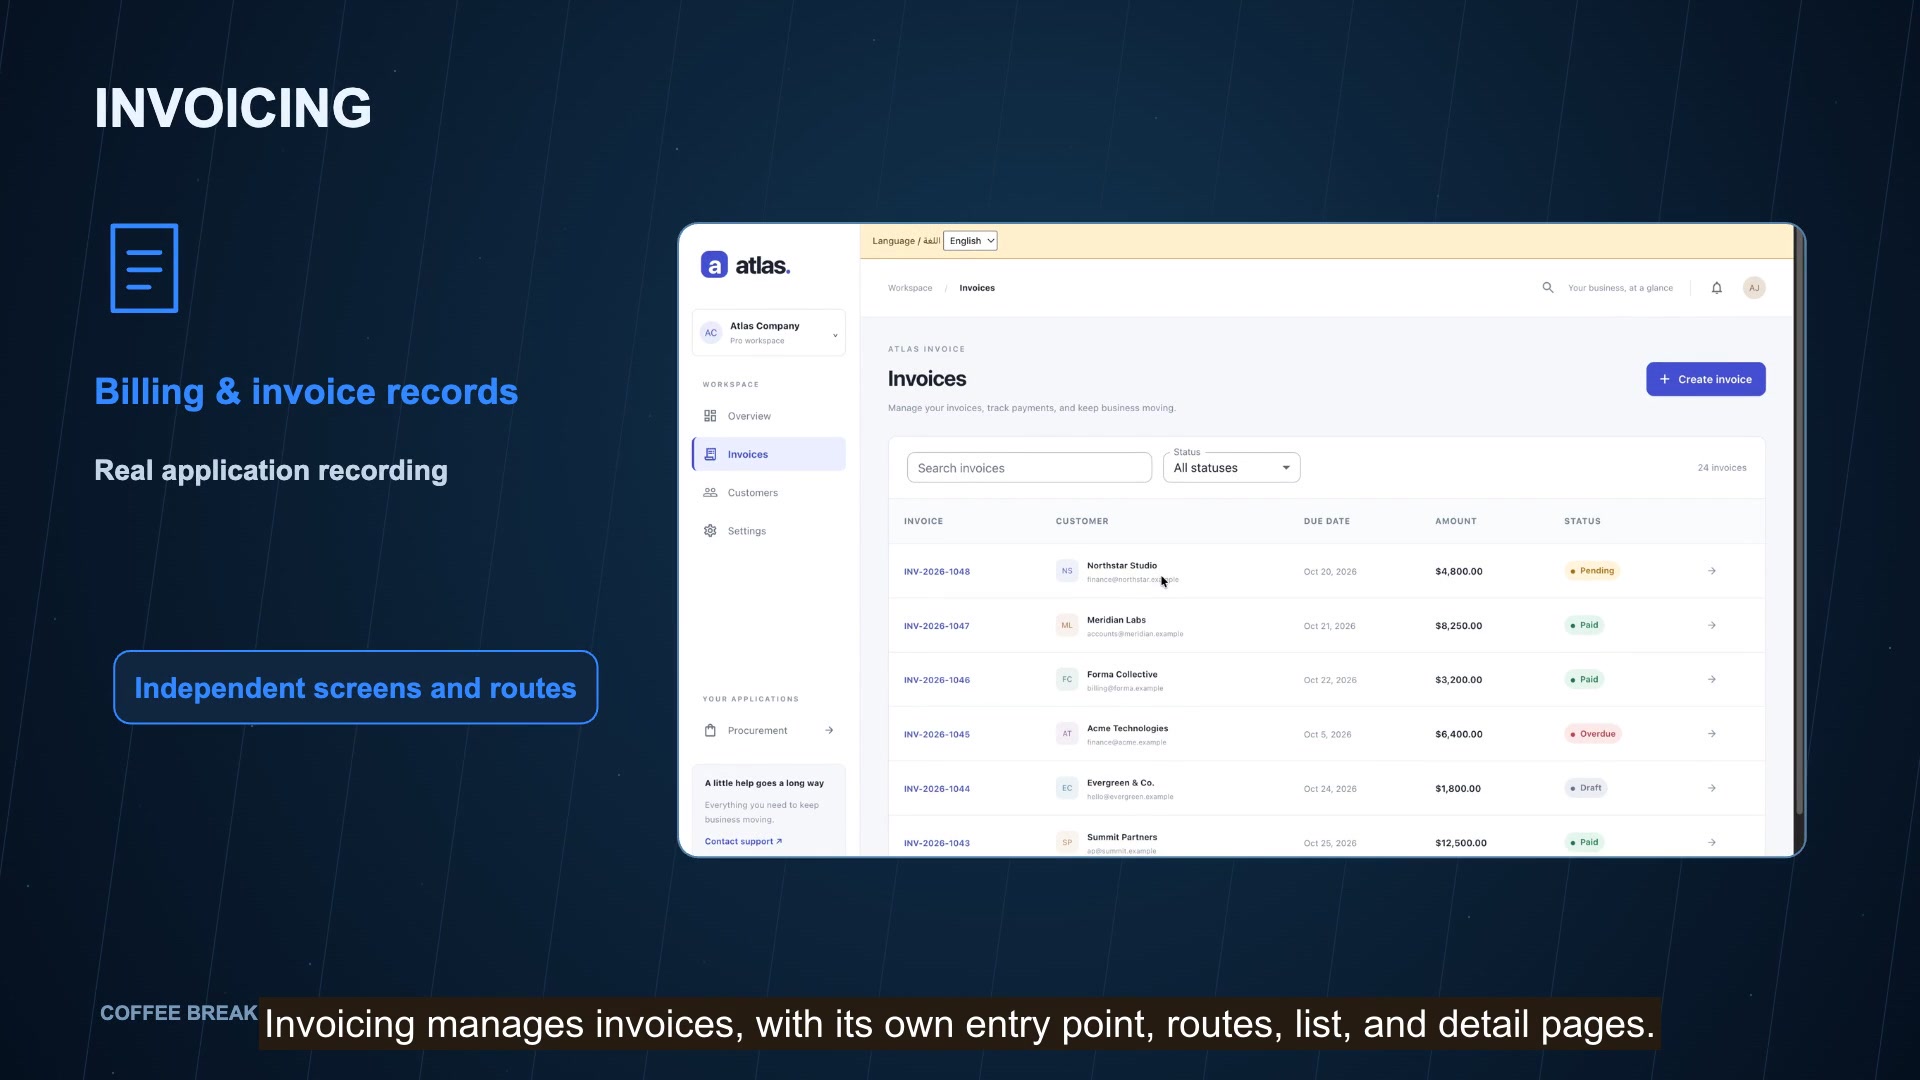 INVOICING
Billing & invoice records
Real application recording
Independent screens and routes
a atlas.
AC Atlas Company
Pro workspace
WORKSPACE
Overview
Invoices
Customers
Settings
YOUR APPLICATIONS
Procurement →
A little help goes a long way
Everything you need to keep
business moving.
Contact support ↗
Language / اللغة English
Workspace / Invoices Your business, at a glance AJ
ATLAS INVOICE
Invoices
+ Create invoice
Manage your invoices, track payments, and keep business moving.
Status
Search invoices All statuses 24 invoices
INVOICE CUSTOMER DUE DATE AMOUNT STATUS
INV-2026-1048 NS Northstar Studio Oct 20, 2026 $4,800.00 Pending →
finance@northstar.example
INV-2026-1047 ML Meridian Labs Oct 21, 2026 $8,250.00 Paid →
accounts@meridian.example
INV-2026-1046 FC Forma Collective Oct 22, 2026 $3,200.00 Paid →
billing@forma.example
INV-2026-1045 AT Acme Technologies Oct 5, 2026 $6,400.00 Overdue →
finance@acme.example
INV-2026-1044 EC Evergreen & Co. Oct 24, 2026 $1,800.00 Draft →
hello@evergreen.example
INV-2026-1043 SP Summit Partners Oct 25, 2026 $12,500.00 Paid →
ap@summit.example
COFFEE BREAK
Invoicing manages invoices, with its own entry point, routes, list, and detail pages.